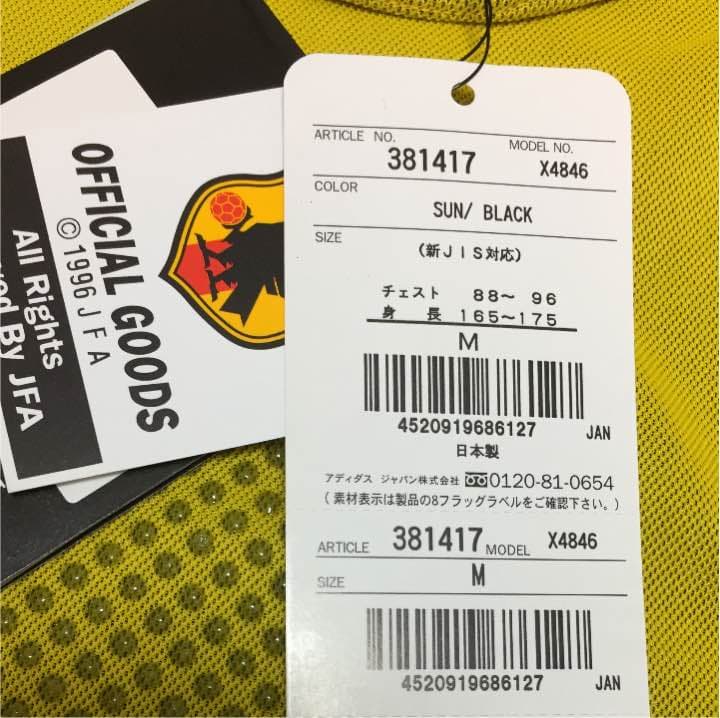 OFFICIAL GOODS
© 1996 JFA
All Rights
By JFA
ARTICLE NO. MODEL NO.
381417 X4846
COLOR
SUN/ BLACK
SIZE
(新JIS対応)
チェスト 88~ 96
身 長 165~175
M
4520919686127 JAN
日本製
アディダス ジャパン株式会社 0120-81-0654
(素材表示は製品の8フラッグラベルをご確認下さい。)
ARTICLE 381417 MODEL X4846
SIZE M
4520919686127 JAN